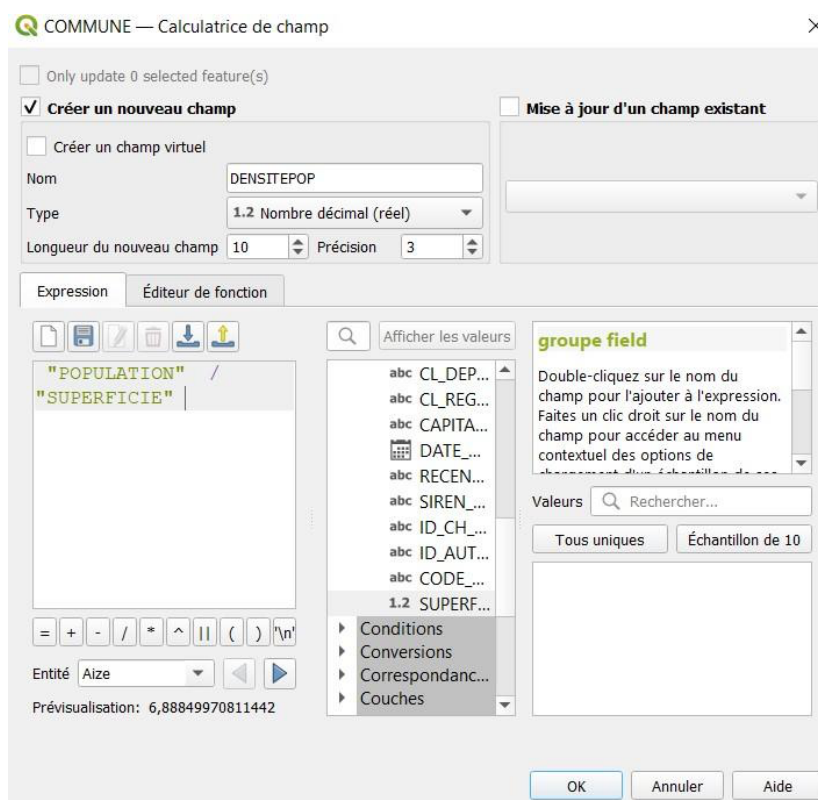 COMMUNE — Calculatrice de champ
Only update 0 selected feature(s)
Créer un nouveau champ
Mise à jour d'un champ existant
Créer un champ virtuel
Nom DENSITEPOP
Type 1.2 Nombre décimal (réel)
Longueur du nouveau champ 10 Précision 3
Expression Éditeur de fonction
"POPULATION" /
"SUPERFICIE"
= + - / * ^ || ( ) '\n'
Entité Aize
Prévisualisation: 6,88849970811442
Afficher les valeurs
abc CL_DEP...
abc CL_REG...
abc CAPITA...
DATE_...
abc RECEN...
abc SIREN_...
abc ID_CH_...
abc ID_AUT...
abc CODE_...
1.2 SUPERF...
Conditions
Conversions
Correspondanc...
Couches
groupe field
Double-cliquez sur le nom du
champ pour l'ajouter à l'expression.
Faites un clic droit sur le nom du
champ pour accéder au menu
contextuel des options de
Valeurs Rechercher...
Tous uniques Échantillon de 10
OK Annuler Aide